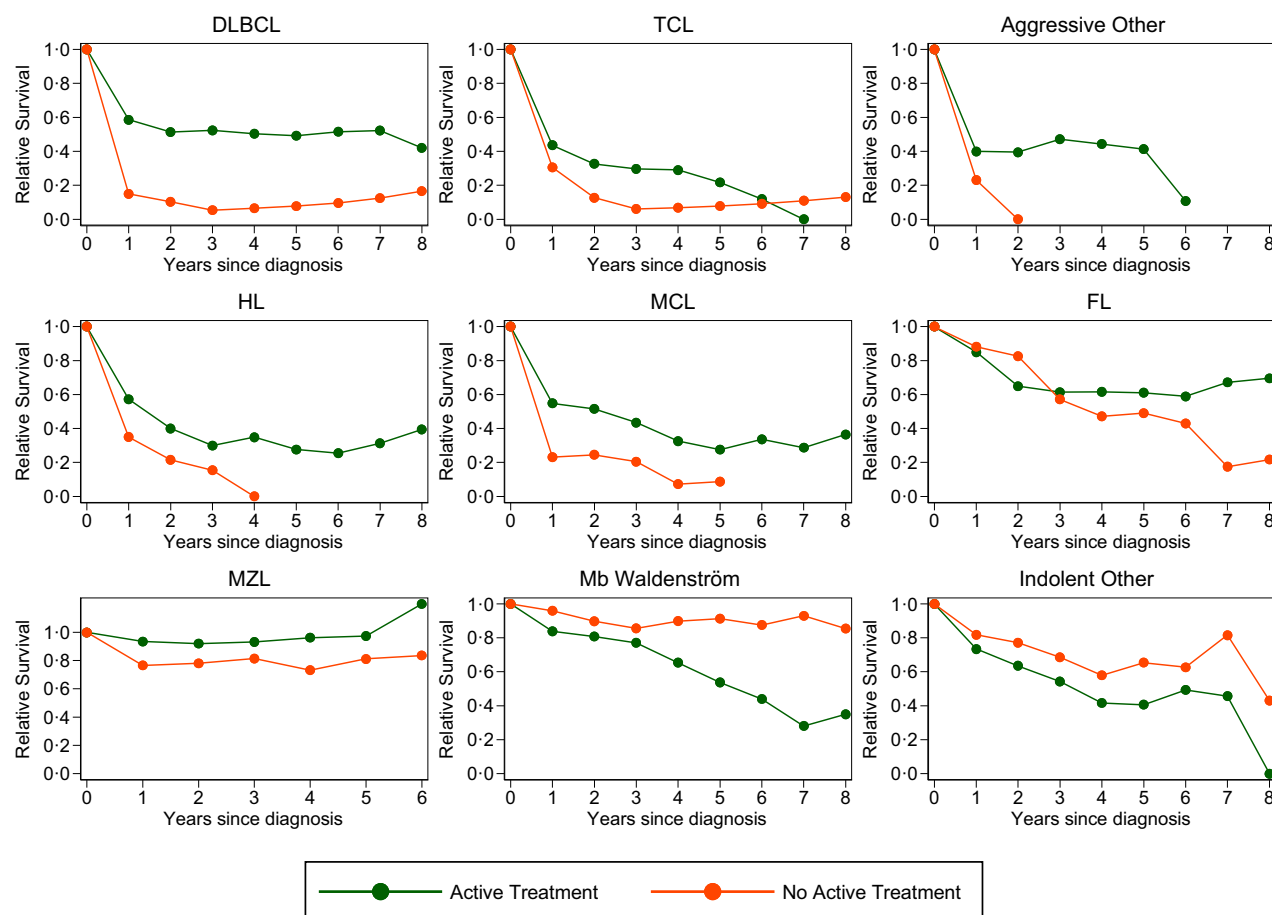 DLBCL
Relative Survival
1·0
0·8
0·6
0·4
0·2
0·0
0 1 2 3 4 5 6 7 8
Years since diagnosis
TCL
Relative Survival
1·0
0·8
0·6
0·4
0·2
0·0
0 1 2 3 4 5 6 7 8
Years since diagnosis
Aggressive Other
Relative Survival
1·0
0·8
0·6
0·4
0·2
0·0
0 1 2 3 4 5 6 7 8
Years since diagnosis
HL
Relative Survival
1·0
0·8
0·6
0·4
0·2
0·0
0 1 2 3 4 5 6 7 8
Years since diagnosis
MCL
Relative Survival
1·0
0·8
0·6
0·4
0·2
0·0
0 1 2 3 4 5 6 7 8
Years since diagnosis
FL
Relative Survival
1·0
0·8
0·6
0·4
0·2
0·0
0 1 2 3 4 5 6 7 8
Years since diagnosis
MZL
Relative Survival
1·0
0·8
0·6
0·4
0·2
0·0
0 1 2 3 4 5 6
Years since diagnosis
Mb Waldenström
Relative Survival
1·0
0·8
0·6
0·4
0·2
0·0
0 1 2 3 4 5 6 7 8
Years since diagnosis
Indolent Other
Relative Survival
1·0
0·8
0·6
0·4
0·2
0·0
0 1 2 3 4 5 6 7 8
Years since diagnosis
Active Treatment No Active Treatment